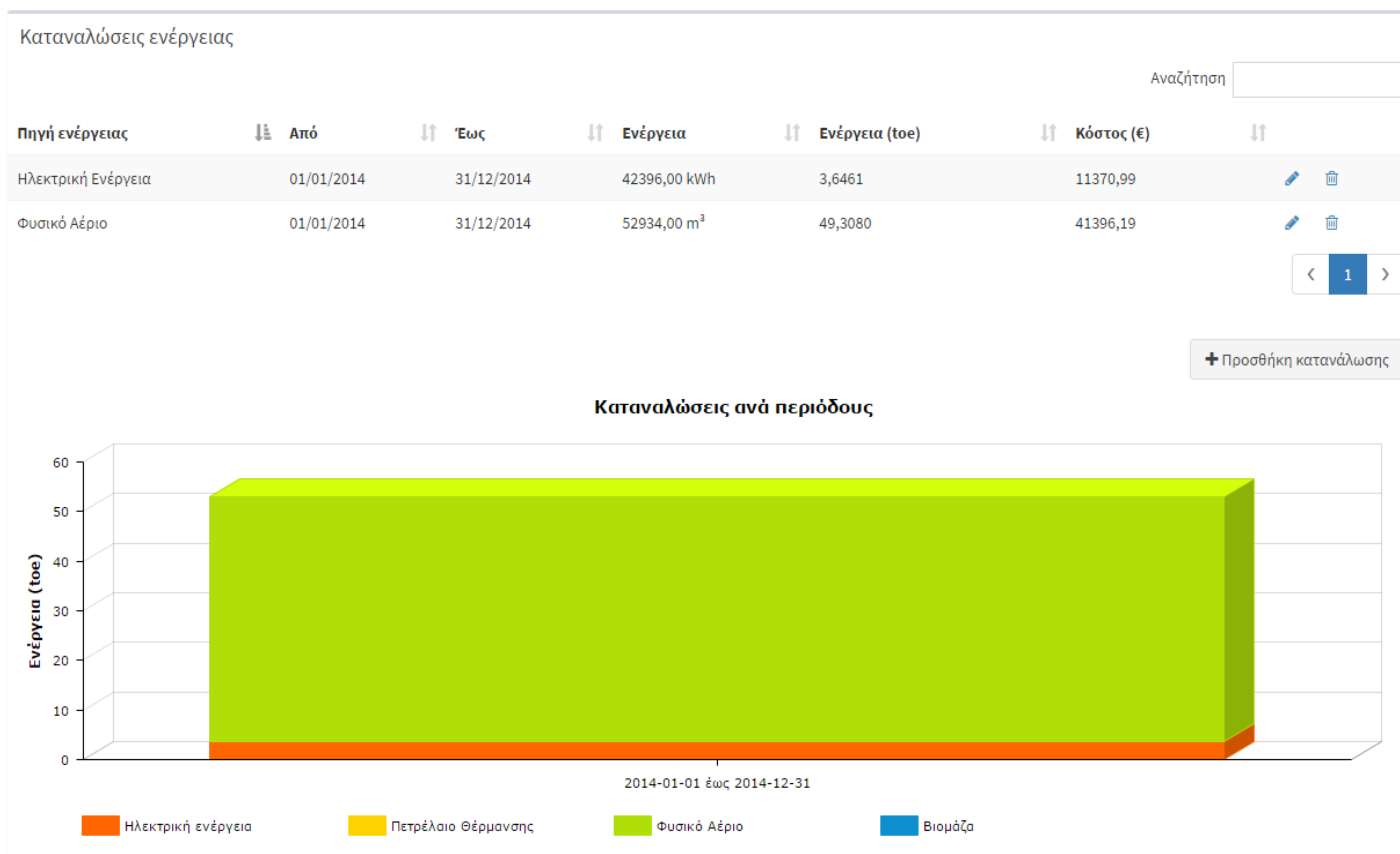 Καταναλώσεις ενέργειας
Αναζήτηση
Πηγή ενέργειας Από Έως Ενέργεια Ενέργεια (toe) Κόστος (€)
Ηλεκτρική Ενέργεια 01/01/2014 31/12/2014 42396,00 kWh 3,6461 11370,99
Φυσικό Αέριο 01/01/2014 31/12/2014 52934,00 m³ 49,3080 41396,19
1
Προσθήκη κατανάλωσης
Καταναλώσεις ανά περιόδους
Ενέργεια (toe)
60
50
40
30
20
10
0
2014-01-01 έως 2014-12-31
Ηλεκτρική ενέργεια Πετρέλαιο Θέρμανσης Φυσικό Αέριο Βιομάζα